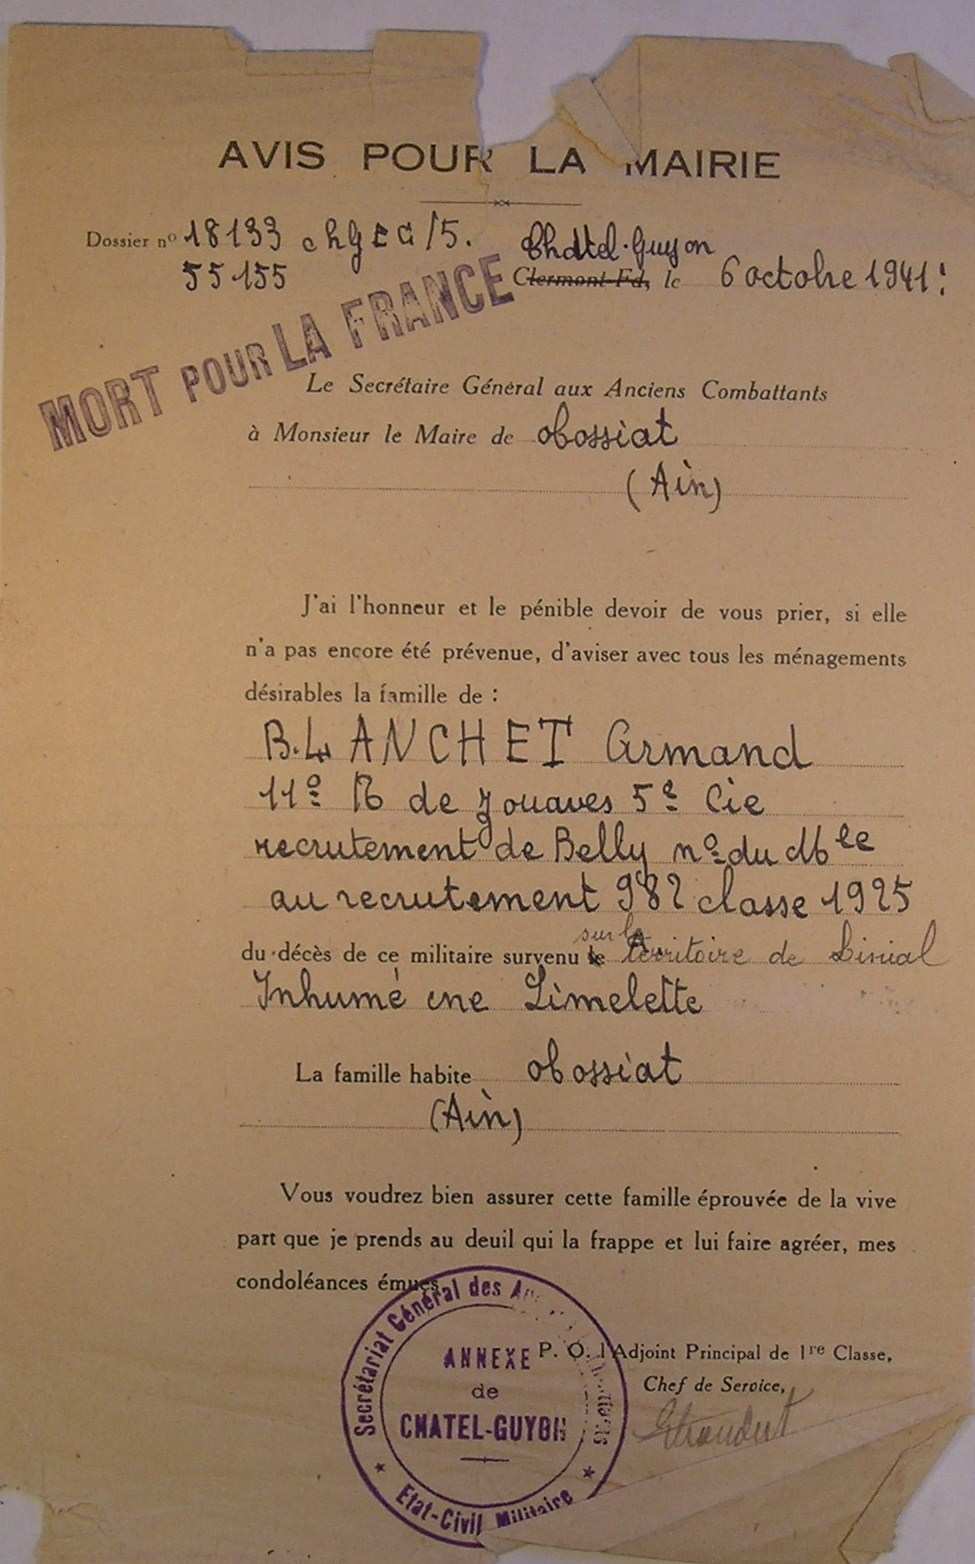 AVIS POUR LA MAIRIE
Dossier nº 18133 chgEC/5. Chatel-Guyon
55155 Clermont-Fd, le 6 octobre 1941.
MORT POUR LA FRANCE
Le Secrétaire Général aux Anciens Combattants
à Monsieur le Maire de Bossiat
(Ain)
J'ai l'honneur et le pénible devoir de vous prier, si elle
n'a pas encore été prévenue, d'aviser avec tous les ménagements
désirables la famille de :
BLANCHET Armand
11e R de Zouaves 5e Cie
recrutement de Belly nº du Mle
au recrutement 982 classe 1925
du décès de ce militaire survenu sur le territoire de
Inhumé Limelette
La famille habite Bossiat
(Ain)
Vous voudrez bien assurer cette famille éprouvée de la vive
part que je prends au deuil qui la frappe et lui faire agréer, mes
condoléances émues.
P. O. l'Adjoint Principal de 1re Classe,
Chef de Service,
Secrétariat Général des
ANNEXE
de
CHATEL-GUYON
Etat-Civil Militaire